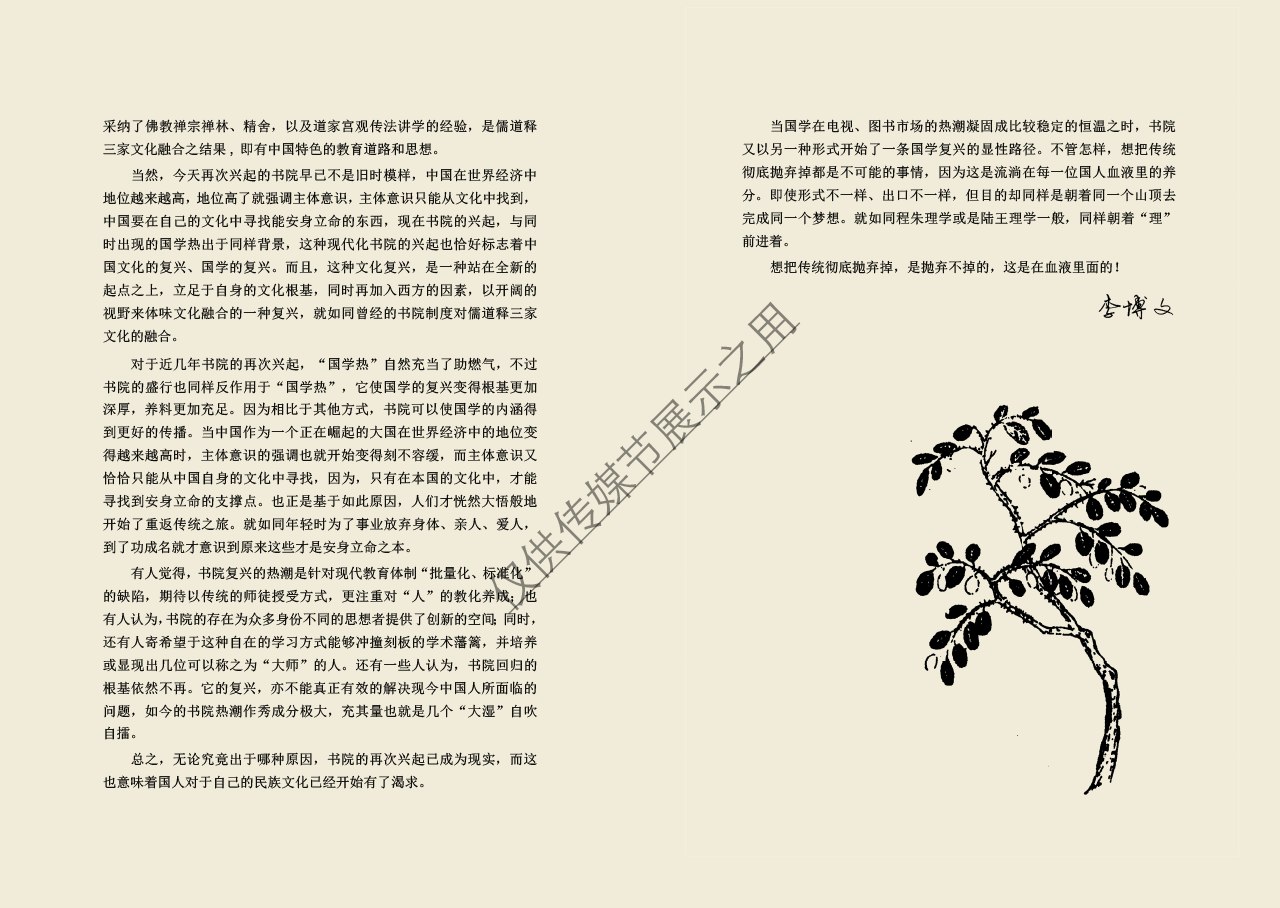 采纳了佛教禅宗禅林、精舍，以及道家宫观传法讲学的经验，是儒道释
三家文化融合之结果，即有中国特色的教育道路和思想。
当然，今天再次兴起的书院早已不是旧时模样，中国在世界经济中
地位越来越高，地位高了就强调主体意识，主体意识只能从文化中找到，
中国要在自己的文化中寻找能安身立命的东西，现在书院的兴起，与同
时出现的国学热出于同样背景，这种现代化书院的兴起也恰好标志着中
国文化的复兴、国学的复兴。而且，这种文化复兴，是一种站在全新的
起点之上，立足于自身的文化根基，同时再加入西方的因素，以开阔的
视野来体味文化融合的一种复兴，就如同曾经的书院制度对儒道释三家
文化的融合。
对于近几年书院的再次兴起，“国学热”自然充当了助燃气，不过
书院的盛行也同样反作用于“国学热”，它使国学的复兴变得根基更加
深厚，养料更加充足。因为相比于其他方式，书院可以使国学的内涵得
到更好的传播。当中国作为一个正在崛起的大国在世界经济中的地位变
得越来越高时，主体意识的强调也就开始变得刻不容缓，而主体意识又
恰恰只能从中国自身的文化中寻找，因为，只有在本国的文化中，才能
寻找到安身立命的支撑点。也正是基于如此原因，人们才恍然大悟般地
开始了重返传统之旅。就如同年轻时为了事业放弃身体、亲人、爱人，
到了功成名就才意识到原来这些才是安身立命之本。
有人觉得，书院复兴的热潮是针对现代教育体制“批量化、标准化”
的缺陷，期待以传统的师徒授受方式，更注重对“人”的教化养成；也
有人认为，书院的存在为众多身份不同的思想者提供了创新的空间；同时，
还有人寄希望于这种自在的学习方式能够冲撞刻板的学术藩篱，并培养
或显现出几位可以称之为“大师”的人。还有一些人认为，书院回归的
根基依然不再。它的复兴，亦不能真正有效的解决现今中国人所面临的
问题，如今的书院热潮作秀成分极大，充其量也就是几个“大湿”自吹
自擂。
总之，无论究竟出于哪种原因，书院的再次兴起已成为现实，而这
也意味着国人对于自己的民族文化已经开始有了渴求。
当国学在电视、图书市场的热潮凝固成比较稳定的恒温之时，书院
又以另一种形式开始了一条国学复兴的显性路径。不管怎样，想把传统
彻底抛弃掉都是不可能的事情，因为这是流淌在每一位国人血液里的养
分。即使形式不一样、出口不一样，但目的却同样是朝着同一个山顶去
完成同一个梦想。就如同程朱理学或是陆王理学一般，同样朝着“理”
前进着。
想把传统彻底抛弃掉，是抛弃不掉的，这是在血液里面的！
李博文
仅供传媒节展示之用